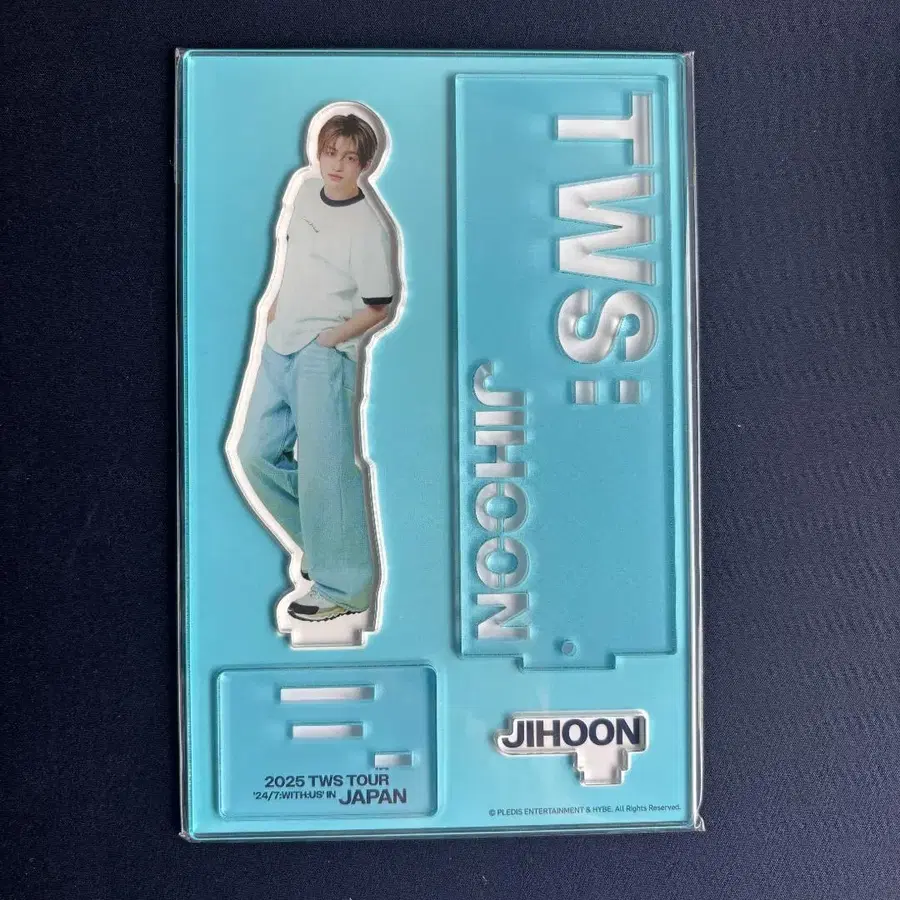 TWS:
JIHOON
JIHOON
2025 TWS TOUR
'24/7:WITH:US' IN JAPAN
© PLEDIS ENTERTAINMENT & HYBE. All Rights Reserved.